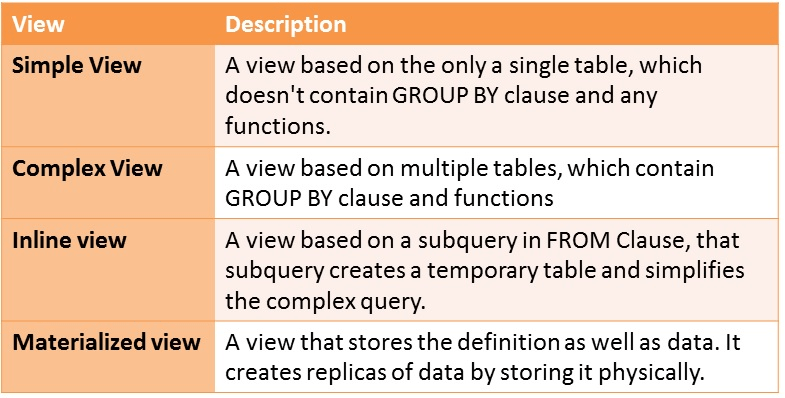 View Description
Simple View A view based on the only a single table, which
doesn't contain GROUP BY clause and any
functions.
Complex View A view based on multiple tables, which contain
GROUP BY clause and functions
Inline view A view based on a subquery in FROM Clause, that
subquery creates a temporary table and simplifies
the complex query.
Materialized view A view that stores the definition as well as data. It
creates replicas of data by storing it physically.